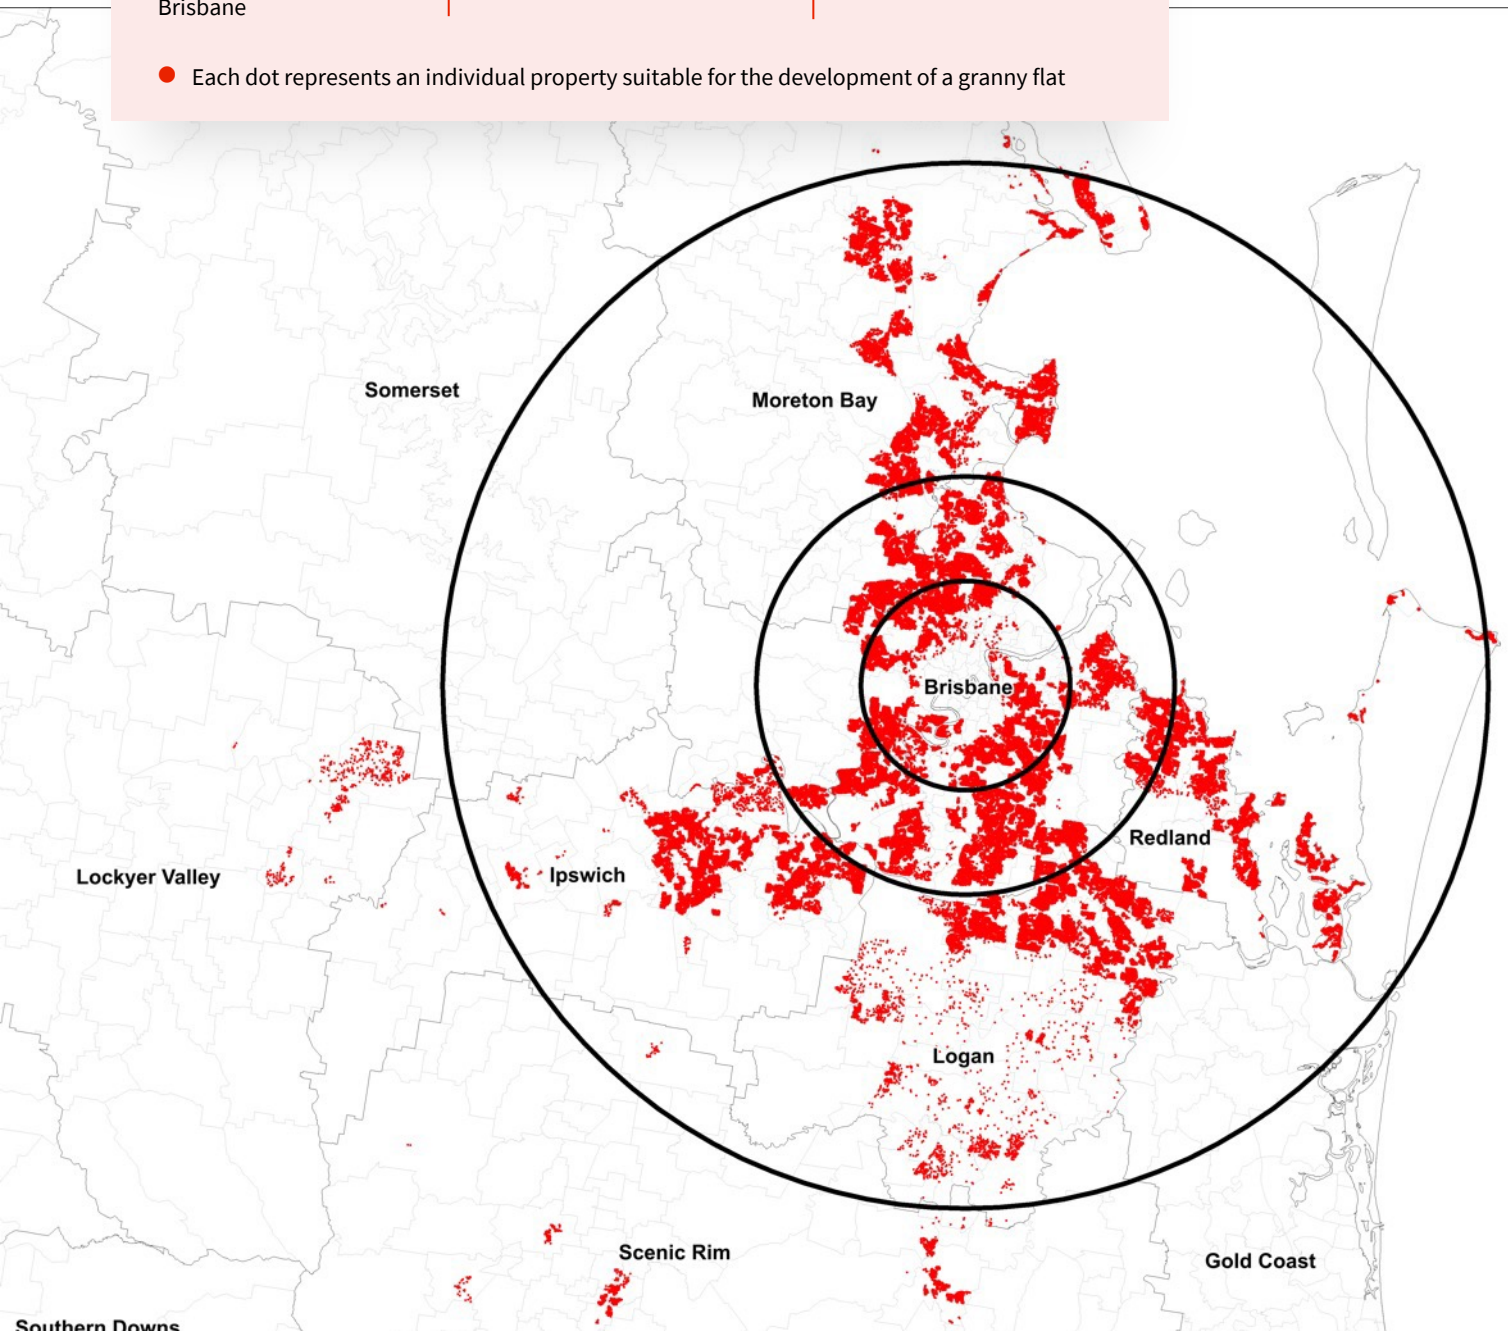 Brisbane
Each dot represents an individual property suitable for the development of a granny flat
Somerset
Moreton Bay
Brisbane
Redland
Lockyer Valley
Ipswich
Logan
Scenic Rim
Gold Coast
Southern Downs